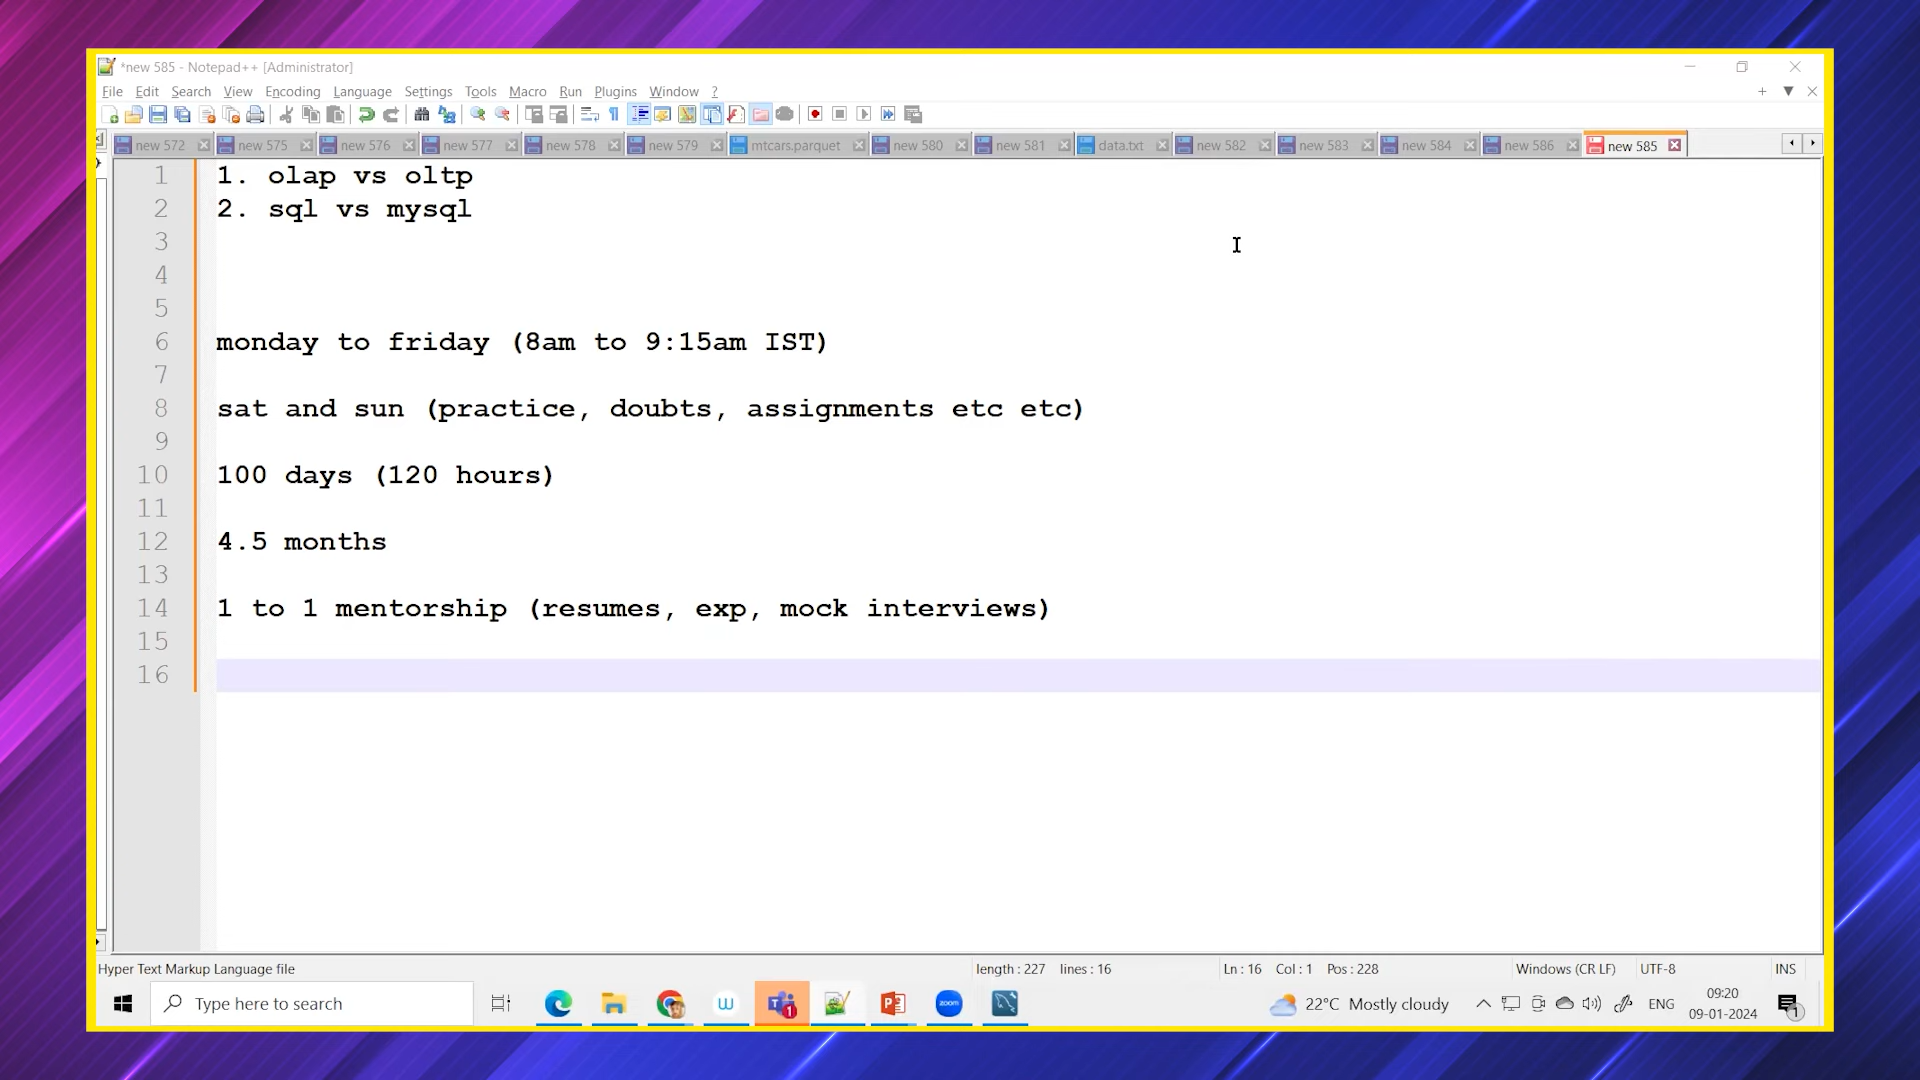 *new 585 - Notepad++ [Administrator]
File Edit Search View Encoding Language Settings Tools Macro Run Plugins Window ?
new 572 new 575 new 576 new 577 new 578 new 579 mtcars.parquet new 580 new 581 data.txt new 582 new 583 new 584 new 586 new 585
1 1. olap vs oltp
2 2. sql vs mysql
3
4
5
6 monday to friday (8am to 9:15am IST)
7
8 sat and sun (practice, doubts, assignments etc etc)
9
10 100 days (120 hours)
11
12 4.5 months
13
14 1 to 1 mentorship (resumes, exp, mock interviews)
15
16
Hyper Text Markup Language file length : 227 lines : 16 Ln : 16 Col : 1 Pos : 228 Windows (CR LF) UTF-8 INS
Type here to search W 1 zoom 22°C Mostly cloudy ENG 09:20 1
09-01-2024